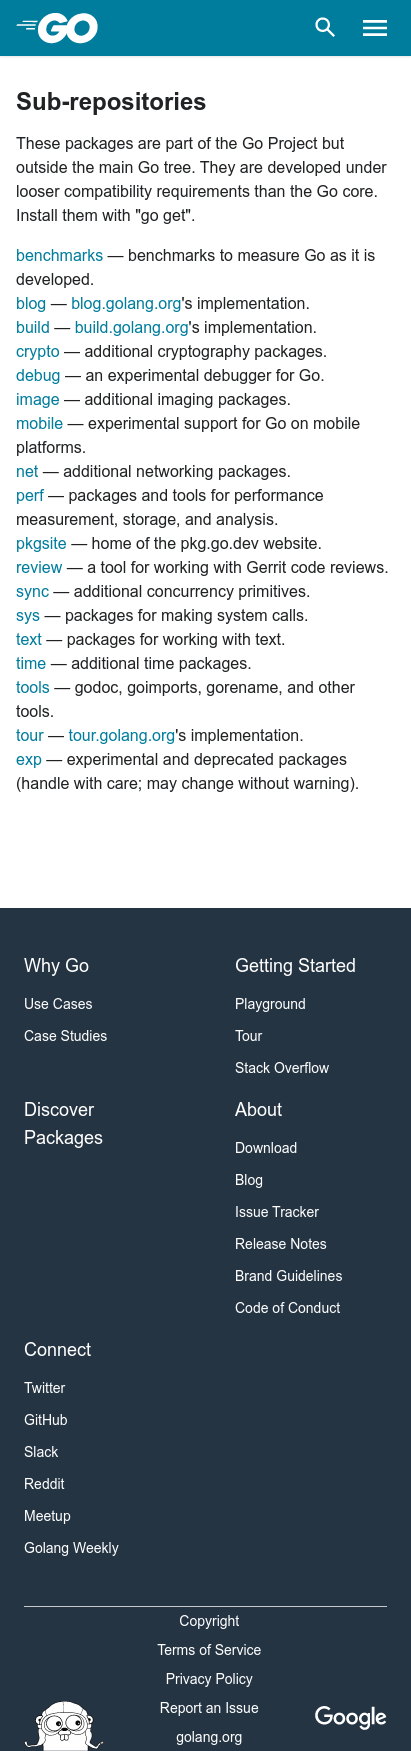 GO
Sub-repositories
These packages are part of the Go Project but
outside the main Go tree. They are developed under
looser compatibility requirements than the Go core.
Install them with "go get".
benchmarks — benchmarks to measure Go as it is
developed.
blog — blog.golang.org's implementation.
build — build.golang.org's implementation.
crypto — additional cryptography packages.
debug — an experimental debugger for Go.
image — additional imaging packages.
mobile — experimental support for Go on mobile
platforms.
net — additional networking packages.
perf — packages and tools for performance
measurement, storage, and analysis.
pkgsite — home of the pkg.go.dev website.
review — a tool for working with Gerrit code reviews.
sync — additional concurrency primitives.
sys — packages for making system calls.
text — packages for working with text.
time — additional time packages.
tools — godoc, goimports, gorename, and other
tools.
tour — tour.golang.org's implementation.
exp — experimental and deprecated packages
(handle with care; may change without warning).
Why Go
Use Cases
Case Studies
Getting Started
Playground
Tour
Stack Overflow
Discover
Packages
About
Download
Blog
Issue Tracker
Release Notes
Brand Guidelines
Code of Conduct
Connect
Twitter
GitHub
Slack
Reddit
Meetup
Golang Weekly
Copyright
Terms of Service
Privacy Policy
Report an Issue
golang.org
Google